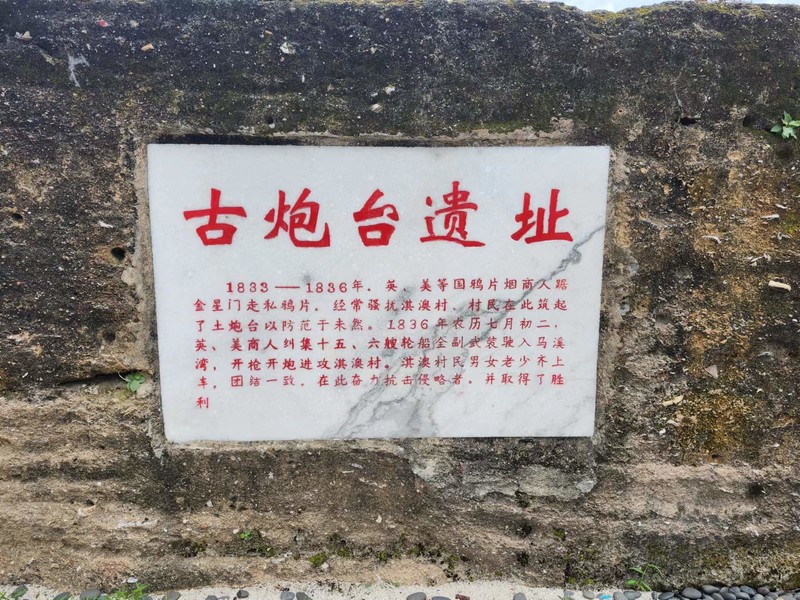 古炮台遗址
1833——1836年，英、美等国鸦片烟商人踞
金星门走私鸦片，经常骚扰淇澳村，村民在此筑起
了土炮台以防范于未然。1836年农历七月初二，
英、美商人纠集十五、六艘轮船全副武装驶入马溪
湾，开枪开炮进攻淇澳村。淇澳村民男女老少齐上
车，团结一致，在此奋力抗击侵略者。并取得了胜
利